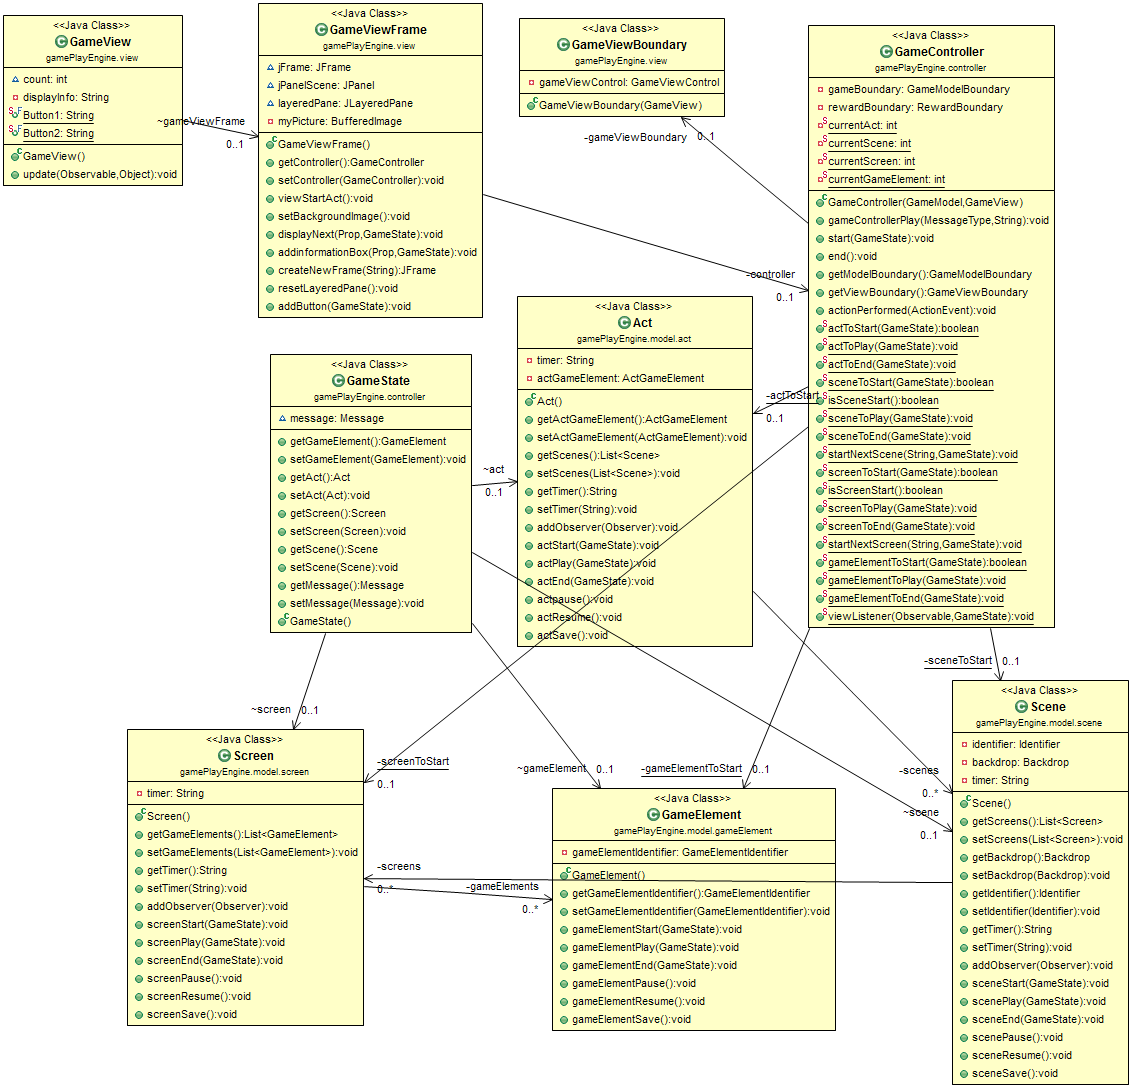 <<Java Class>>
GameView
gamePlayEngine.view
count: int
displayInfo: String
Button1: String
Button2: String
GameView()
update(Observable,Object):void
~gameViewFrame
0..1
<<Java Class>>
GameViewFrame
gamePlayEngine.view
jFrame: JFrame
jPanelScene: JPanel
layeredPane: JLayeredPane
myPicture: BufferedImage
GameViewFrame()
getController():GameController
setController(GameController):void
viewStartAct():void
setBackgroundImage():void
displayNext(Prop,GameState):void
addinformationBox(Prop,GameState):void
createNewFrame(String):JFrame
resetLayeredPane():void
addButton(GameState):void
<<Java Class>>
GameViewBoundary
gamePlayEngine.view
gameViewControl: GameViewControl
GameViewBoundary(GameView)
-gameViewBoundary
0..1
<<Java Class>>
GameController
gamePlayEngine.controller
gameBoundary: GameModelBoundary
rewardBoundary: RewardBoundary
currentAct: int
currentScene: int
currentScreen: int
currentGameElement: int
GameController(GameModel,GameView)
gameControllerPlay(MessageType,String):void
start(GameState):void
end():void
getModelBoundary():GameModelBoundary
getViewBoundary():GameViewBoundary
actionPerformed(ActionEvent):void
actToStart(GameState):boolean
actToPlay(GameState):void
actToEnd(GameState):void
sceneToStart(GameState):boolean
isSceneStart():boolean
sceneToPlay(GameState):void
sceneToEnd(GameState):void
startNextScene(String,GameState):void
screenToStart(GameState):boolean
isScreenStart():boolean
screenToPlay(GameState):void
screenToEnd(GameState):void
startNextScreen(String,GameState):void
gameElementToStart(GameState):boolean
gameElementToPlay(GameState):void
gameElementToEnd(GameState):void
viewListener(Observable,GameState):void
-controller
0..1
<<Java Class>>
Act
gamePlayEngine.model.act
timer: String
actGameElement: ActGameElement
Act()
getActGameElement():ActGameElement
setActGameElement(ActGameElement):void
getScenes():List<Scene>
setScenes(List<Scene>):void
getTimer():String
setTimer(String):void
addObserver(Observer):void
actStart(GameState):void
actPlay(GameState):void
actEnd(GameState):void
actpause():void
actResume():void
actSave():void
-actToStart
0..1
<<Java Class>>
GameState
gamePlayEngine.controller
message: Message
getGameElement():GameElement
setGameElement(GameElement):void
getAct():Act
setAct(Act):void
getScreen():Screen
setScreen(Screen):void
getScene():Scene
setScene(Scene):void
getMessage():Message
setMessage(Message):void
GameState()
~act
0..1
-sceneToStart
0..1
~screen
0..1
<<Java Class>>
Screen
gamePlayEngine.model.screen
timer: String
Screen()
getGameElements():List<GameElement>
setGameElements(List<GameElement>):void
getTimer():String
setTimer(String):void
addObserver(Observer):void
screenStart(GameState):void
screenPlay(GameState):void
screenEnd(GameState):void
screenPause():void
screenResume():void
screenSave():void
-screenToStart
0..1
~gameElement
0..1
-gameElementToStart
0..1
<<Java Class>>
GameElement
gamePlayEngine.model.gameElement
gameElementIdentifier: GameElementIdentifier
GameElement()
getGameElementIdentifier():GameElementIdentifier
setGameElementIdentifier(GameElementIdentifier):void
gameElementStart(GameState):void
gameElementPlay(GameState):void
gameElementEnd(GameState):void
gameElementPause():void
gameElementResume():void
gameElementSave():void
-screens
0..*
-gameElements
0..*
-scenes
0..*
~scene
0..1
<<Java Class>>
Scene
gamePlayEngine.model.scene
identifier: Identifier
backdrop: Backdrop
timer: String
Scene()
getScreens():List<Screen>
setScreens(List<Screen>):void
getBackdrop():Backdrop
setBackdrop(Backdrop):void
getIdentifier():Identifier
setIdentifier(Identifier):void
getTimer():String
setTimer(String):void
addObserver(Observer):void
sceneStart(GameState):void
scenePlay(GameState):void
sceneEnd(GameState):void
scenePause():void
sceneResume():void
sceneSave():void